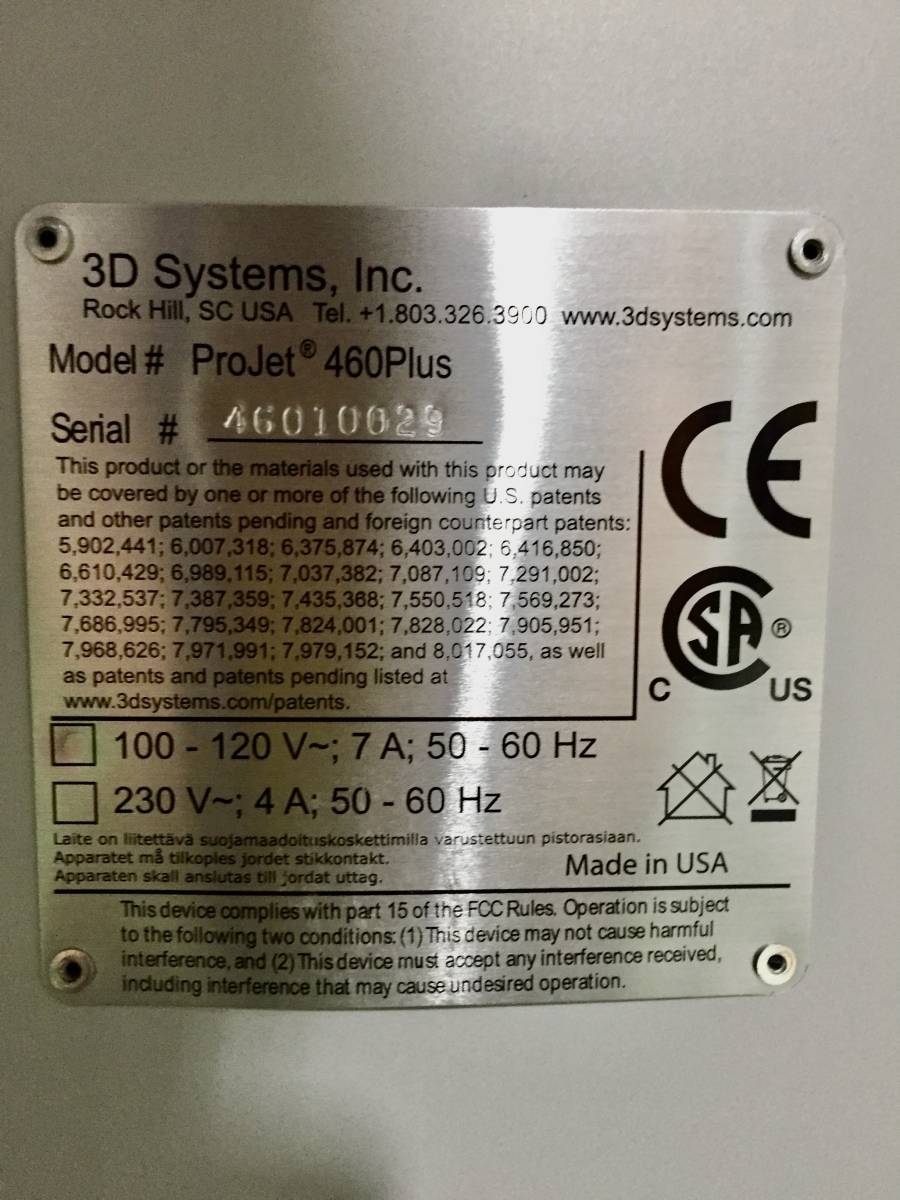 3D Systems, Inc.
Rock Hill, SC USA Tel. +1.803.326.3900 www.3dsystems.com
Model # ProJet® 460Plus
Serial # 46010029
This product or the materials used with this product may
be covered by one or more of the following U.S. patents
and other patents pending and foreign counterpart patents:
5,902,441; 6,007,318; 6,375,874; 6,403,002; 6,416,850;
6,610,429; 6,989,115; 7,037,382; 7,087,109; 7,291,002;
7,332,537; 7,387,359; 7,435,368; 7,550,518; 7,569,273;
7,686,995; 7,795,349; 7,824,001; 7,828,022; 7,905,951;
7,968,626; 7,971,991; 7,979,152; and 8,017,055, as well
as patents and patents pending listed at
www.3dsystems.com/patents.
CE
CSA ®
C US
100 - 120 V~; 7 A; 50 - 60 Hz
230 V~; 4 A; 50 - 60 Hz
Laite on liitettävä suojamaadoituskoskettimilla varustettuun pistorasiaan.
Apparatet må tilkoples jordet stikkontakt.
Apparaten skall anslutas till jordat uttag.
Made in USA
This device complies with part 15 of the FCC Rules. Operation is subject
to the following two conditions: (1) This device may not cause harmful
interference, and (2) This device must accept any interference received,
including interference that may cause undesired operation.